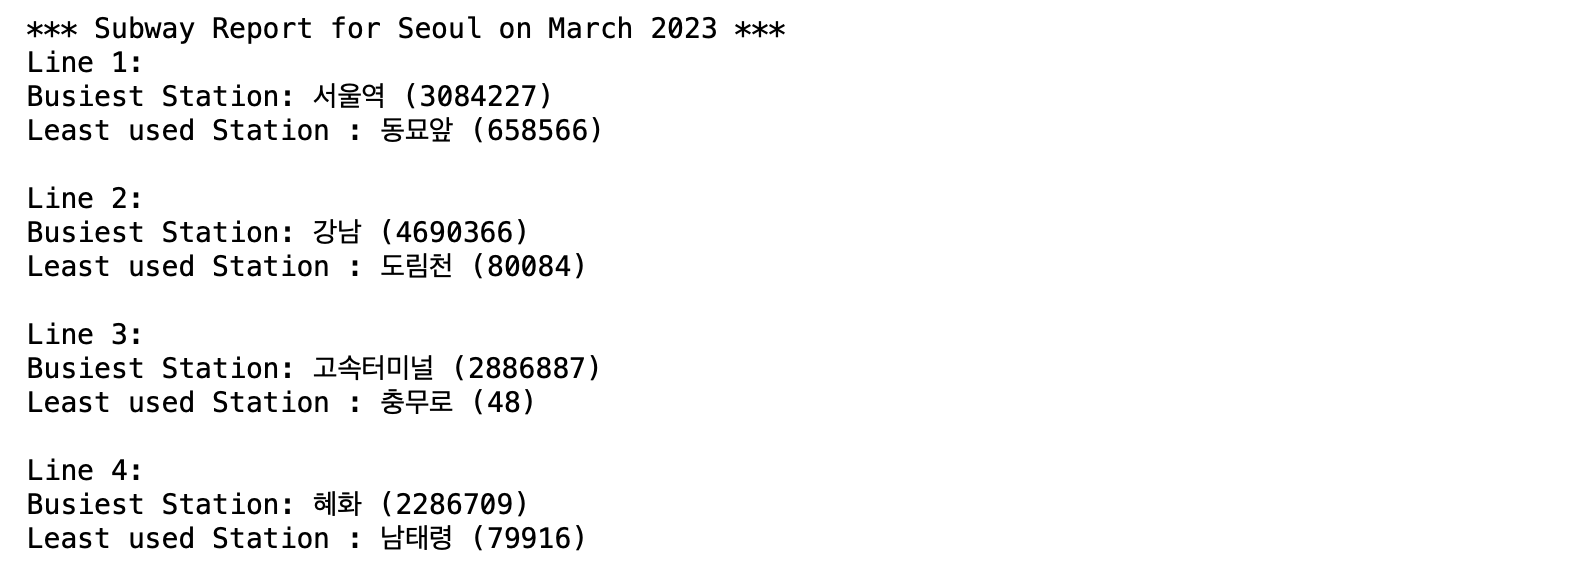 *** Subway Report for Seoul on March 2023 ***
Line 1:
Busiest Station: 서울역 (3084227)
Least used Station : 동묘앞 (658566)
Line 2:
Busiest Station: 강남 (4690366)
Least used Station : 도림천 (80084)
Line 3:
Busiest Station: 고속터미널 (2886887)
Least used Station : 충무로 (48)
Line 4:
Busiest Station: 혜화 (2286709)
Least used Station : 남태령 (79916)